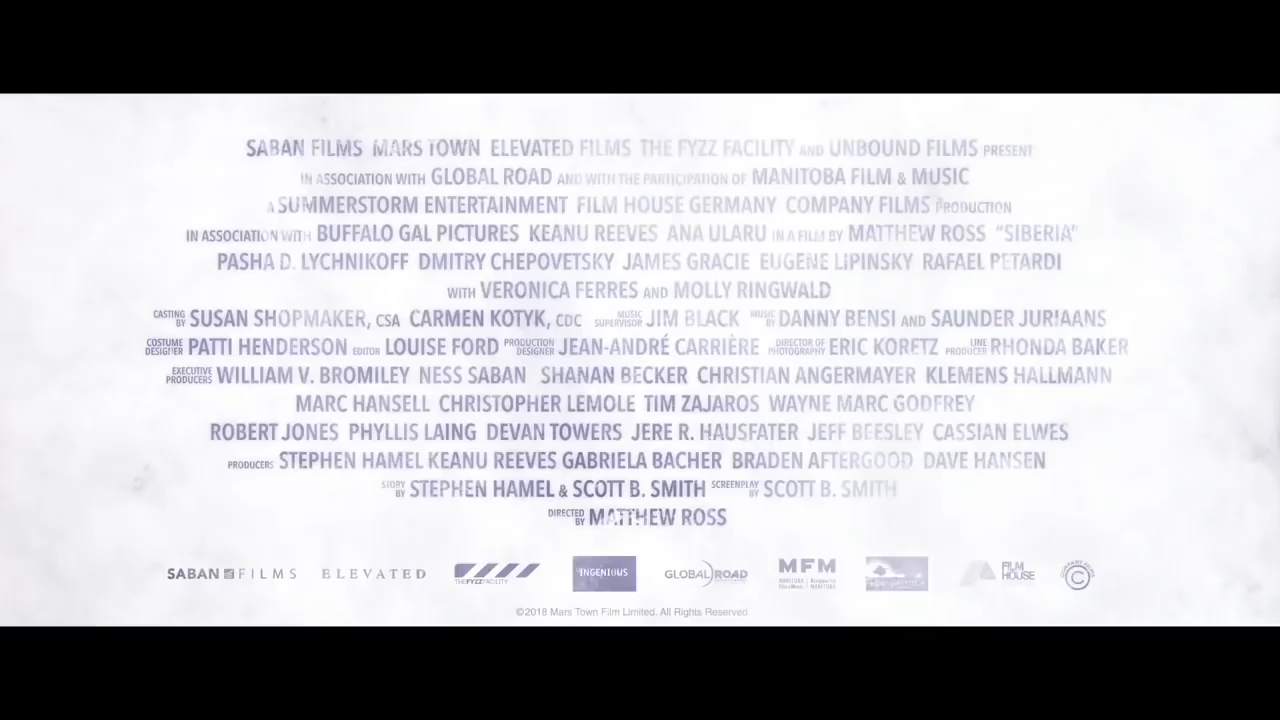 SABAN FILMS MARS TOWN ELEVATED FILMS THE FYZZ FACILITY AND UNBOUND FILMS PRESENT
IN ASSOCIATION WITH GLOBAL ROAD AND WITH THE PARTICIPATION OF MANITOBA FILM & MUSIC
A SUMMERSTORM ENTERTAINMENT FILM HOUSE GERMANY COMPANY FILMS PRODUCTION
IN ASSOCIATION WITH BUFFALO GAL PICTURES KEANU REEVES ANA ULARU IN A FILM BY MATTHEW ROSS "SIBERIA"
PASHA D. LYCHNIKOFF DMITRY CHEPOVETSKY JAMES GRACIE EUGENE LIPINSKY RAFAEL PETARDI
WITH VERONICA FERRES AND MOLLY RINGWALD
CASTING BY SUSAN SHOPMAKER, CSA CARMEN KOTYK, CDC MUSIC SUPERVISOR JIM BLACK MUSIC BY DANNY BENSI AND SAUNDER JURIAANS
COSTUME DESIGNER PATTI HENDERSON EDITOR LOUISE FORD PRODUCTION DESIGNER JEAN-ANDRÉ CARRIÈRE DIRECTOR OF PHOTOGRAPHY ERIC KORETZ LINE PRODUCER RHONDA BAKER
EXECUTIVE PRODUCERS WILLIAM V. BROMILEY NESS SABAN SHANAN BECKER CHRISTIAN ANGERMAYER KLEMENS HALLMANN
MARC HANSELL CHRISTOPHER LEMOLE TIM ZAJAROS WAYNE MARC GODFREY
ROBERT JONES PHYLLIS LAING DEVAN TOWERS JERE R. HAUSFATER JEFF BEESLEY CASSIAN ELWES
PRODUCERS STEPHEN HAMEL KEANU REEVES GABRIELA BACHER BRADEN AFTERGOOD DAVE HANSEN
STORY BY STEPHEN HAMEL & SCOTT B. SMITH SCREENPLAY BY SCOTT B. SMITH
DIRECTED BY MATTHEW ROSS
SABAN FILMS ELEVATED THEFYZZFACILITY INGENIOUS GLOBAL ROAD MFM FILM HOUSE
©2018 Mars Town Film Limited. All Rights Reserved.